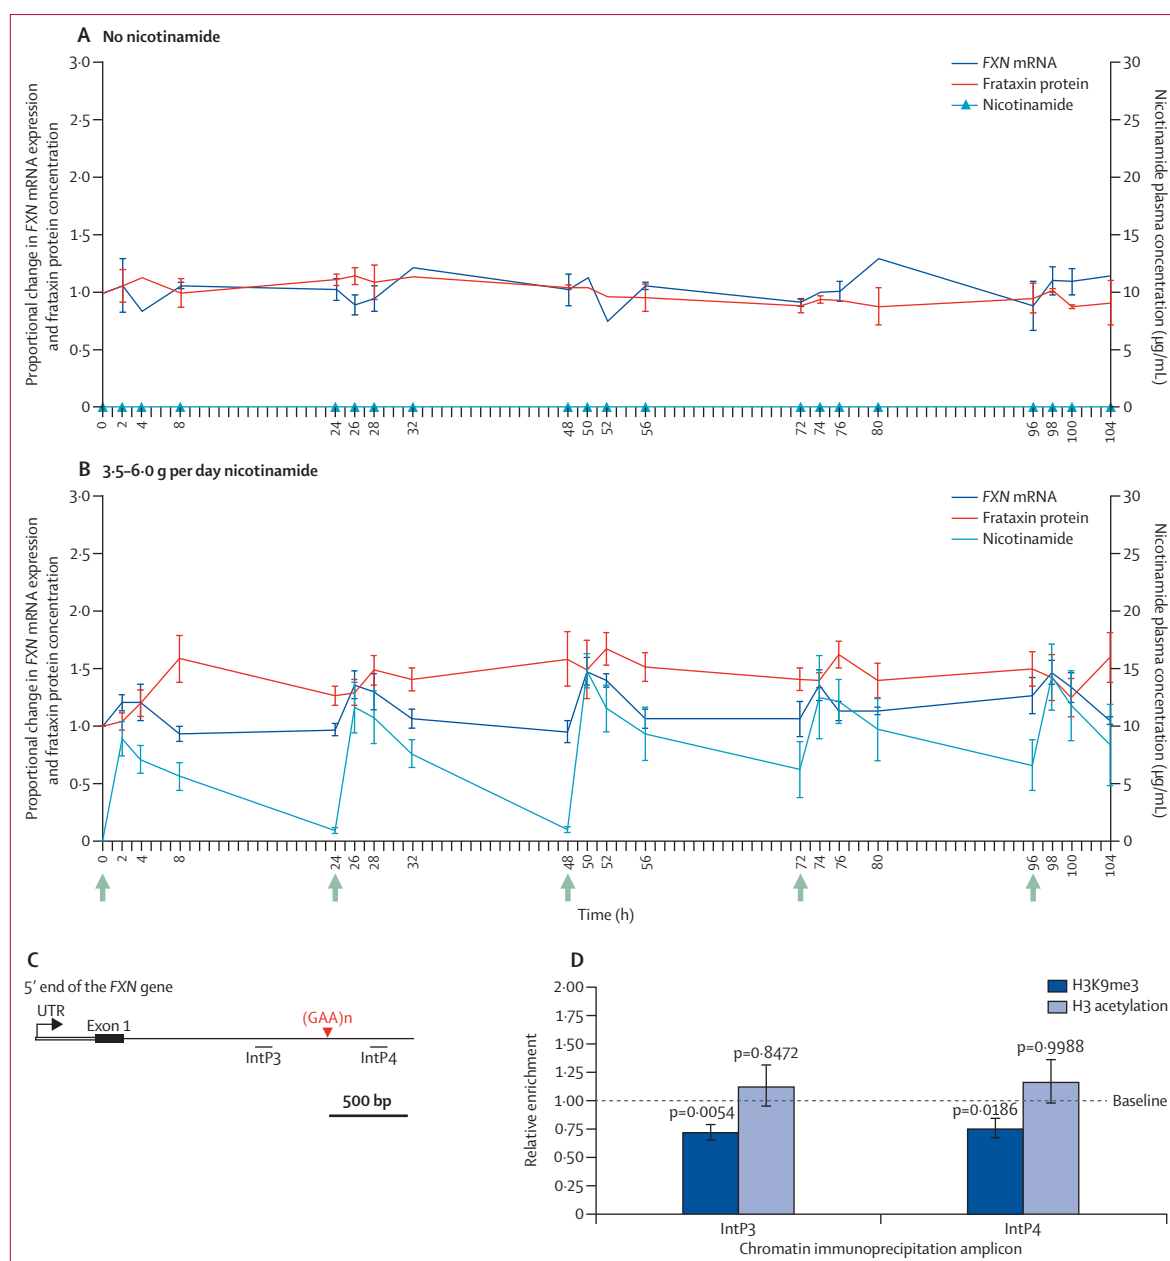 A No nicotinamide
3·0
2·5
2·0
1·5
1·0
0·5
0
Proportional change in FXN mRNA expression
and frataxin protein concentration
FXN mRNA
Frataxin protein
Nicotinamide
30
25
20
15
10
5
0
Nicotinamide plasma concentration (µg/mL)
0 2 4 8 24 26 28 32 48 50 52 56 72 74 76 80 96 98 100 104
B 3·5–6·0 g per day nicotinamide
3·0
2·5
2·0
1·5
1·0
0·5
0
Proportional change in FXN mRNA expression
and frataxin protein concentration
FXN mRNA
Frataxin protein
Nicotinamide
30
25
20
15
10
5
0
Nicotinamide plasma concentration (µg/mL)
0 2 4 8 24 26 28 32 48 50 52 56 72 74 76 80 96 98 100 104
Time (h)
C
5′ end of the FXN gene
UTR
Exon 1
(GAA)n
IntP3
IntP4
500 bp
D
2·00
1·75
1·50
1·25
1·00
0·75
0·50
0·25
0
Relative enrichment
H3K9me3
H3 acetylation
p=0·0054
p=0·8472
p=0·0186
p=0·9988
Baseline
IntP3
IntP4
Chromatin immunoprecipitation amplicon